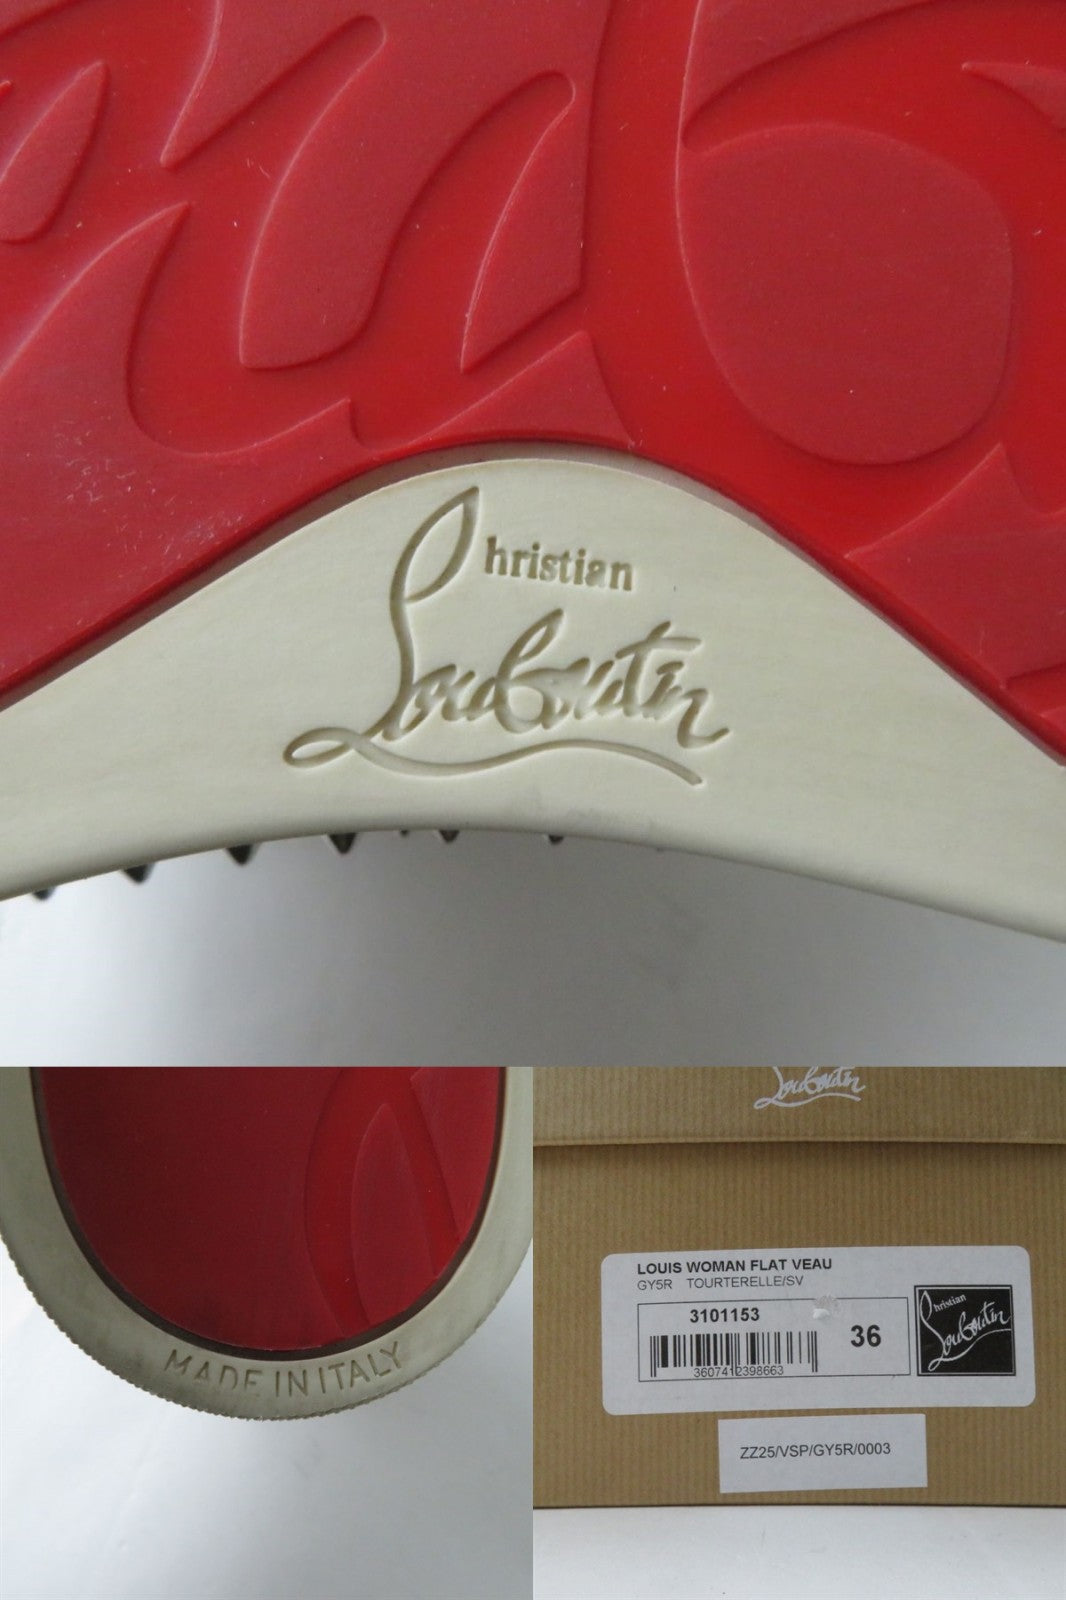 Christian
Louboutin
MADE IN ITALY
Louboutin
LOUIS WOMAN FLAT VEAU
GY5R TOURTERELLE/SV
3101153
36
3607412398663
Christian
Louboutin
ZZ25/VSP/GY5R/0003